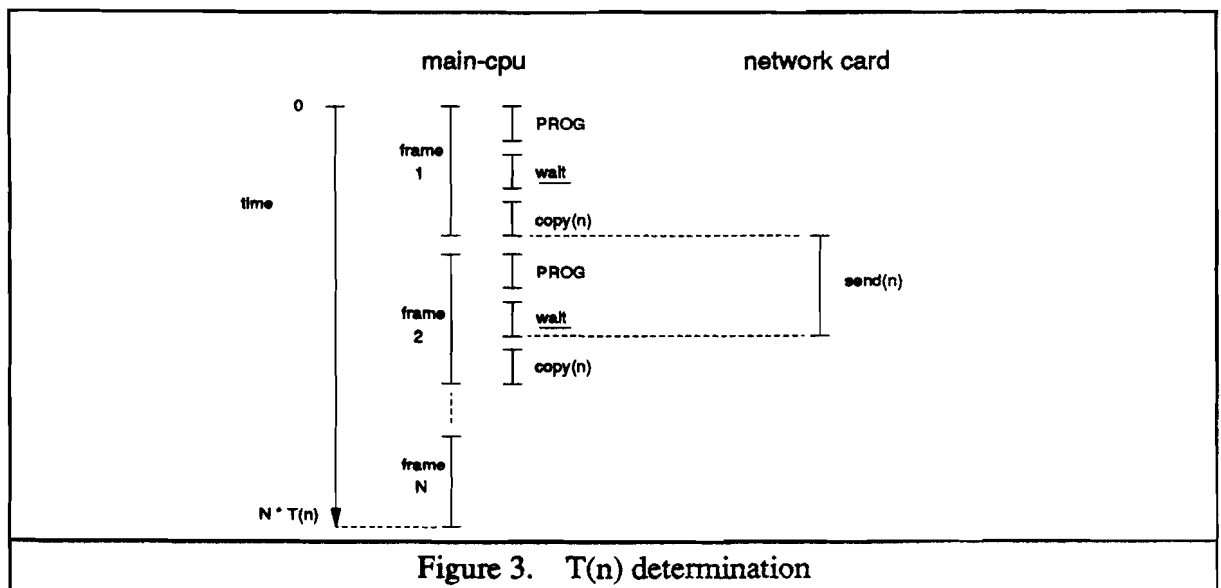 main-cpu network card
0
PROG
frame
1
wait
time
copy(n)
PROG
send(n)
frame
2
wait
copy(n)
frame
N
N * T(n)
Figure 3. T(n) determination